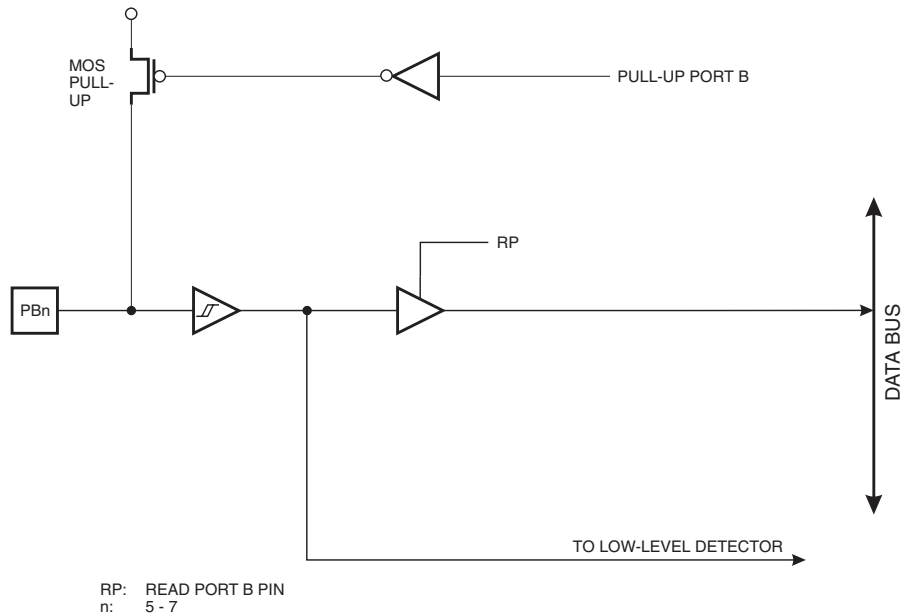 MOS
PULL-
UP
PULL-UP PORT B
RP
PBn
DATA BUS
TO LOW-LEVEL DETECTOR
RP: READ PORT B PIN
n: 5 - 7